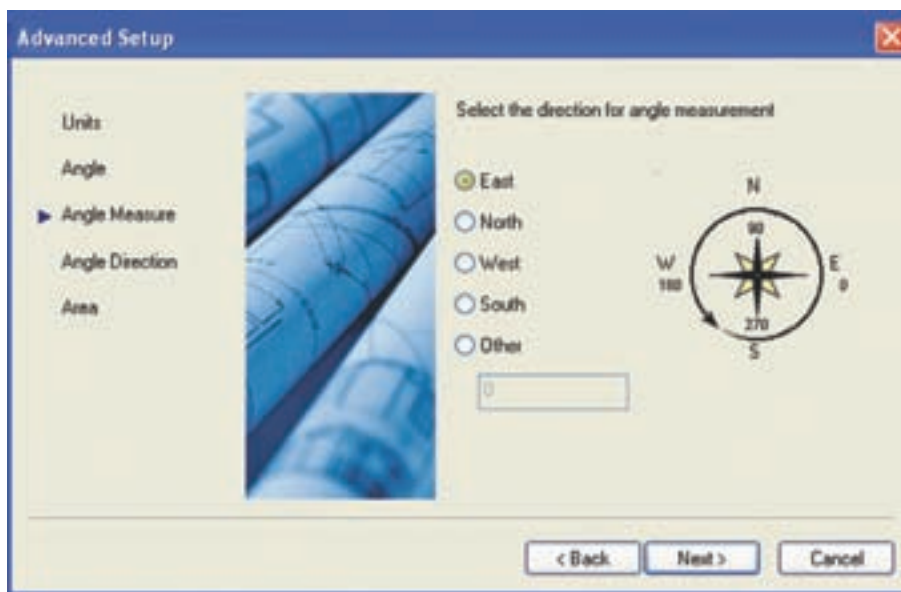 Advanced Setup
Units
Angle
Angle Measure
Angle Direction
Area
Select the direction for angle measurement
East
North
West
South
Other
0
N
90
W
180
E
0
270
S
< Back
Next >
Cancel